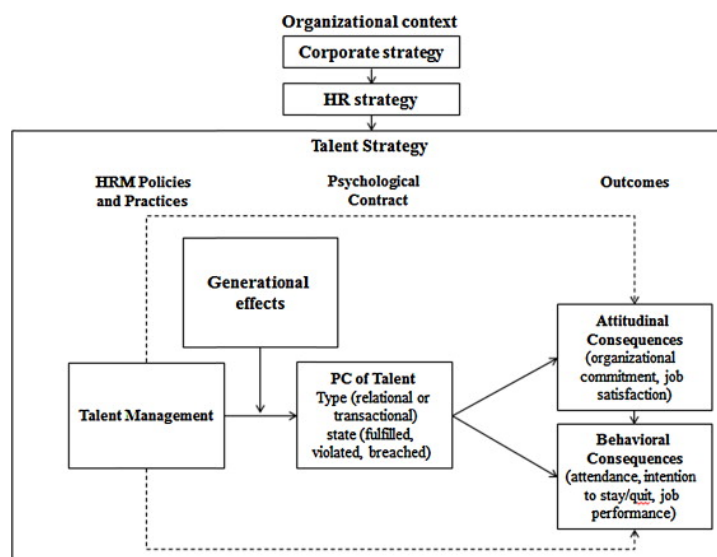 Organizational context
Corporate strategy
HR strategy
Talent Strategy
HRM Policies
and Practices
Psychological
Contract
Outcomes
Generational
effects
Talent Management
PC of Talent
Type (relational or
transactional)
state (fulfilled,
violated, breached)
Attitudinal
Consequences
(organizational
commitment, job
satisfaction)
Behavioral
Consequences
(attendance, intention
to stay/quit, job
performance)